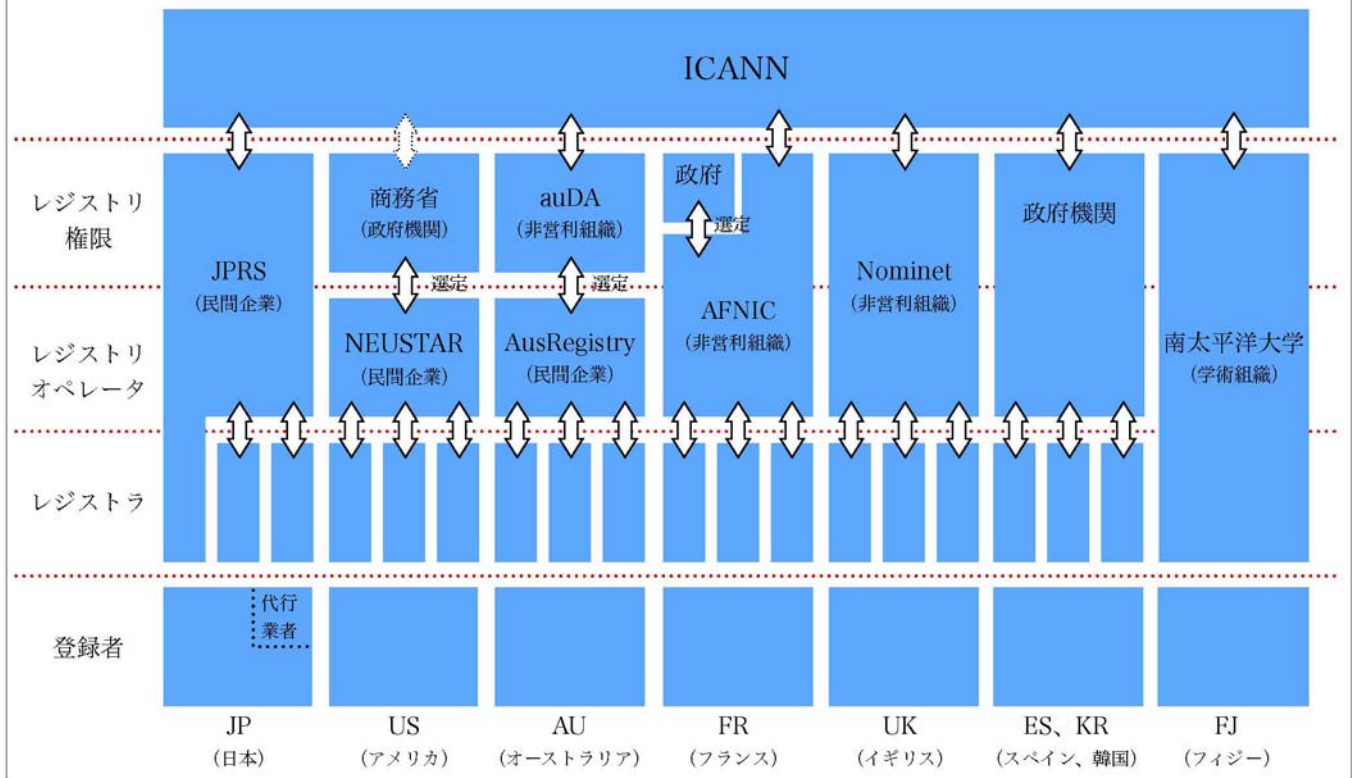 ICANN
レジストリ
権限
JPRS
(民間企業)
商務省
(政府機関)
選定
auDA
(非営利組織)
選定
政府
選定
AFNIC
(非営利組織)
Nominet
(非営利組織)
政府機関
レジストリ
オペレータ
NEUSTAR
(民間企業)
AusRegistry
(民間企業)
南太平洋大学
(学術組織)
レジストラ
登録者
代行
業者
JP
(日本)
US
(アメリカ)
AU
(オーストラリア)
FR
(フランス)
UK
(イギリス)
ES、KR
(スペイン、韓国)
FJ
(フィジー)